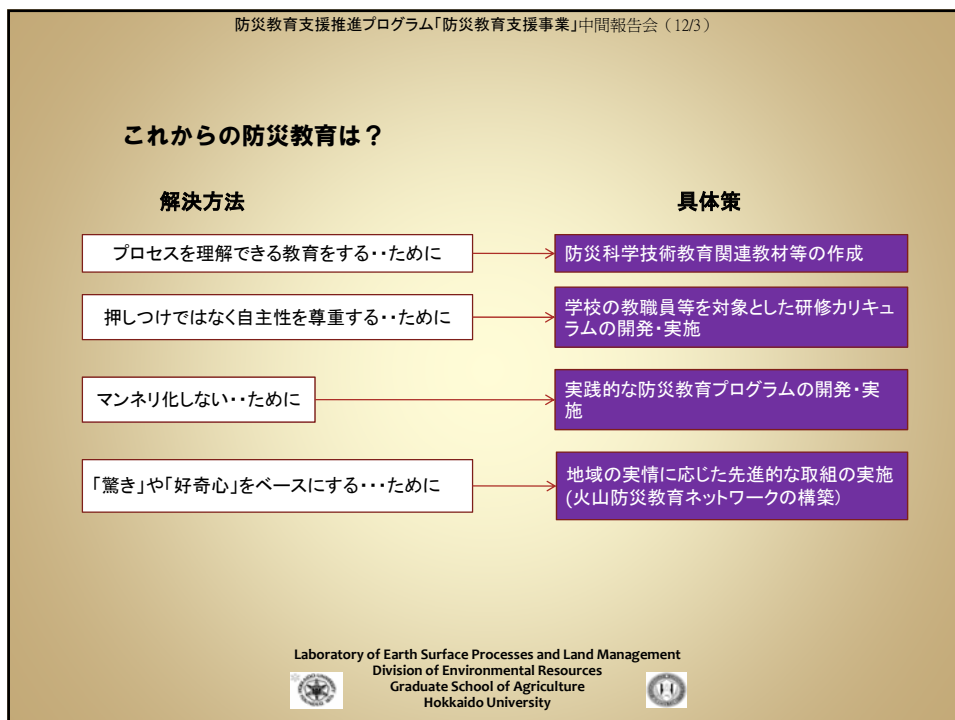 防災教育支援推進プログラム「防災教育支援事業」中間報告会（12/3）
これからの防災教育は？
解決方法
具体策
プロセスを理解できる教育をする・・ために
防災科学技術教育関連教材等の作成
押しつけではなく自主性を尊重する・・ために
学校の教職員等を対象とした研修カリキュ
ラムの開発・実施
マンネリ化しない・・ために
実践的な防災教育プログラムの開発・実
施
「驚き」や「好奇心」をベースにする・・・ために
地域の実情に応じた先進的な取組の実施
(火山防災教育ネットワークの構築）
Laboratory of Earth Surface Processes and Land Management
Division of Environmental Resources
Graduate School of Agriculture
Hokkaido University